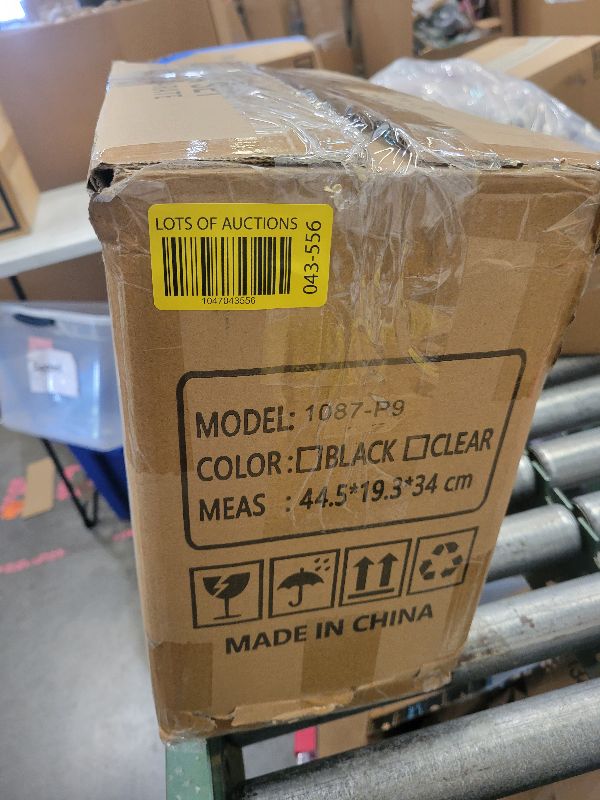 LOTS OF AUCTIONS
1047043556
043-556
MODEL: 1087-P9
COLOR:☐BLACK ☐CLEAR
MEAS : 44.5*19.3*34 cm
MADE IN CHINA